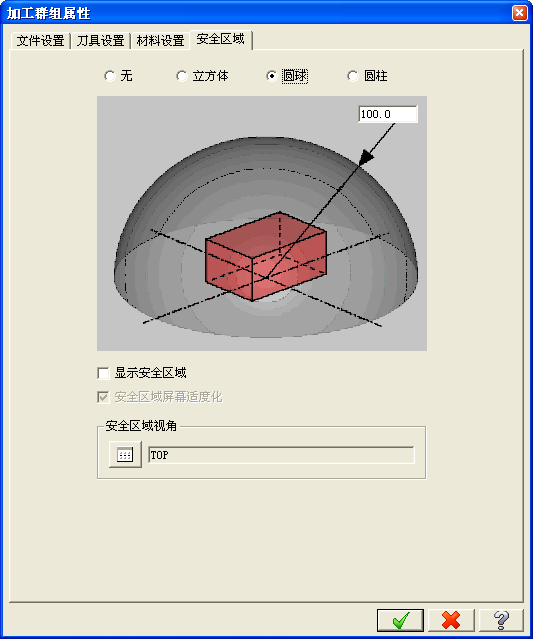 加工群组属性
文件设置 刀具设置 材料设置 安全区域
无 立方体 圆球 圆柱
100.0
显示安全区域
安全区域屏幕适度化
安全区域视角
TOP